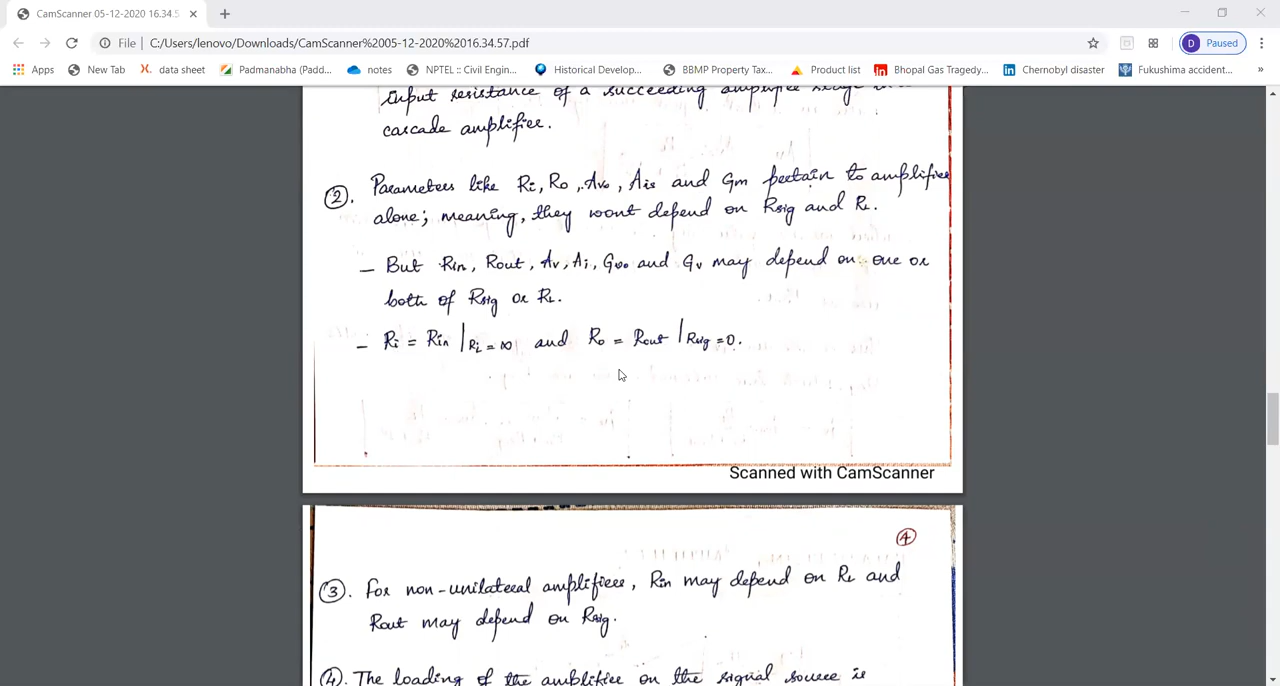 CamScanner 05-12-2020 16.34.5
File C:/Users/lenovo/Downloads/CamScanner%2005-12-2020%2016.34.57.pdf
D Paused
Apps New Tab X. data sheet Padmanabha (Padd... notes NPTEL :: Civil Engin... Historical Develop... BBMP Property Tax... Product list Bhopal Gas Tragedy... Chernobyl disaster Fukushima accident... »
input resistance of a succeeding amplifier stage in a
cascade amplifier.
②. Parameters like Ri, Ro, Avo, Ais and Gm pertain to amplifier
alone; meaning, they wont depend on Rsig and RL.
– But Rin, Rout, Av, Ai, Gvo and Gv may depend on one or
both of Rsig or RL.
– Ri = Rin | RL = ∞ and Ro = Rout | Rsig = 0.
Scanned with CamScanner
④
③. For non-unilateral amplifiers, Rin may depend on RL and
Rout may depend on Rsig.
④. The loading of the amplifier on the signal source is